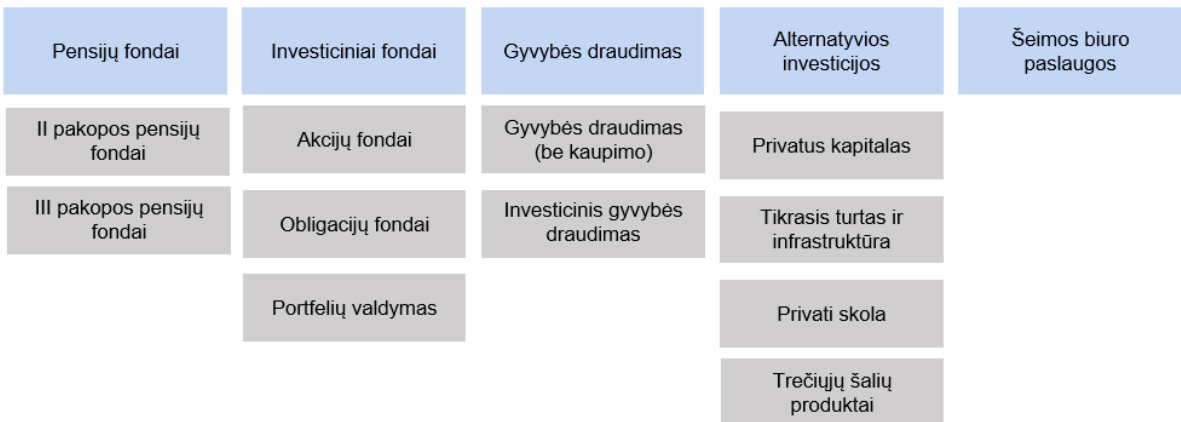 Pensijų fondai
Investiciniai fondai
Gyvybės draudimas
Alternatyvios
investicijos
Šeimos biuro
paslaugos
II pakopos pensijų
fondai
III pakopos pensijų
fondai
Akcijų fondai
Obligacijų fondai
Portfelių valdymas
Gyvybės draudimas
(be kaupimo)
Investicinis gyvybės
draudimas
Privatus kapitalas
Tikrasis turtas ir
infrastruktūra
Privati skola
Trečiųjų šalių
produktai